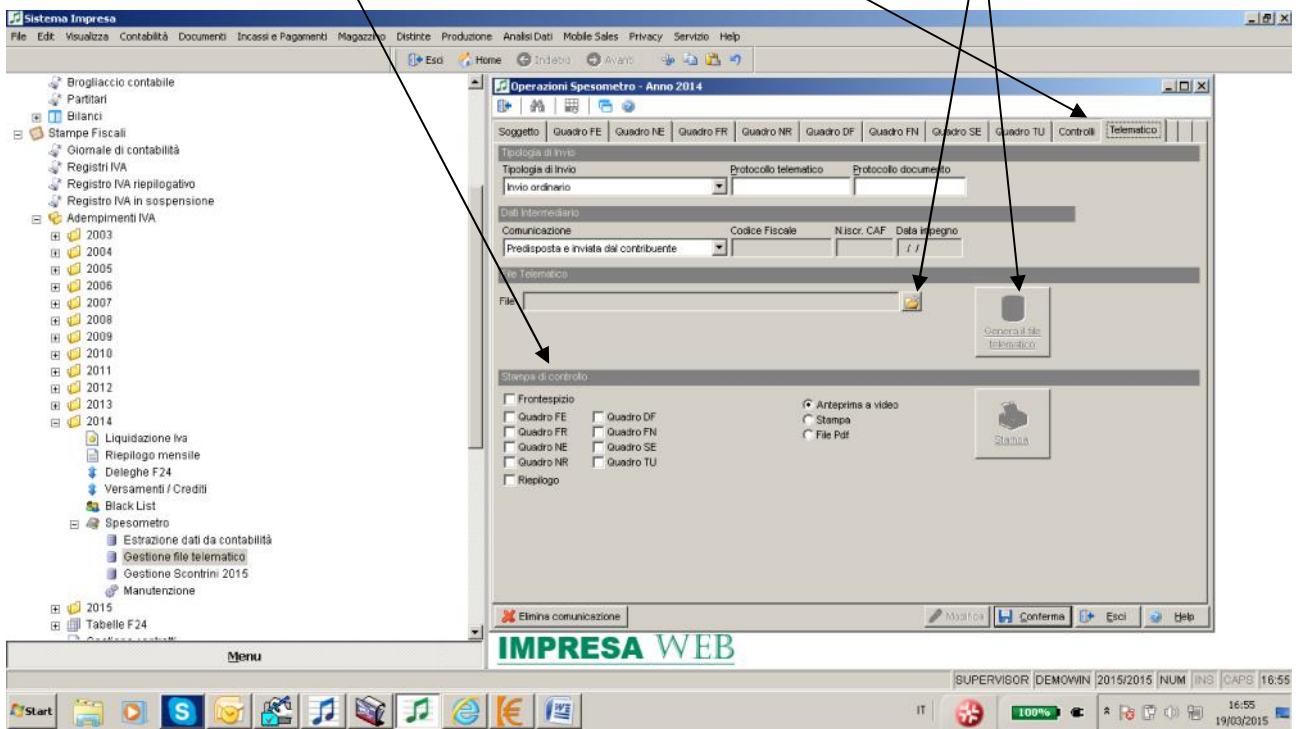 Sistema Impresa
File Edit Visualizza Contabilità Documenti Incassi e Pagamenti Magazzino Distinte Produzione Analisi Dati Mobile Sales Privacy Servizio Help
Esci Home Indietro Avanti
Brogliaccio contabile
Partitari
Bilanci
Stampe Fiscali
Giornale di contabilità
Registri IVA
Registro IVA riepilogativo
Registro IVA in sospensione
Adempimenti IVA
2003
2004
2005
2006
2007
2008
2009
2010
2011
2012
2013
2014
Liquidazione Iva
Riepilogo mensile
Deleghe F24
Versamenti / Crediti
Black List
Spesometro
Estrazione dati da contabilità
Gestione file telematico
Gestione Scontrini 2015
Manutenzione
2015
Tabelle F24
Menu
Operazioni Spesometro - Anno 2014
Soggetto Quadro FE Quadro NE Quadro FR Quadro NR Quadro DF Quadro FN Quadro SE Quadro TU Controlli Telematico
Tipologia di Invio
Tipologia di Invio Protocollo telematico Protocollo documento
Invio ordinario
Dati Intermediario
Comunicazione Codice Fiscale N.iscr. CAF Data impegno
Predisposta e inviata dal contribuente / /
File Telematico
File
Genera il file
telematico
Stampa di controllo
Frontespizio
Quadro FE Quadro DF
Quadro FR Quadro FN
Quadro NE Quadro SE
Quadro NR Quadro TU
Riepilogo
Anteprima a video
Stampa
File Pdf
Stampa
Elimina comunicazione Modifica Conferma Esci Help
IMPRESA WEB
SUPERVISOR DEMOWIN 2015/2015 NUM INS CAPS 16:55
Start IT 100% 16:55
19/03/2015